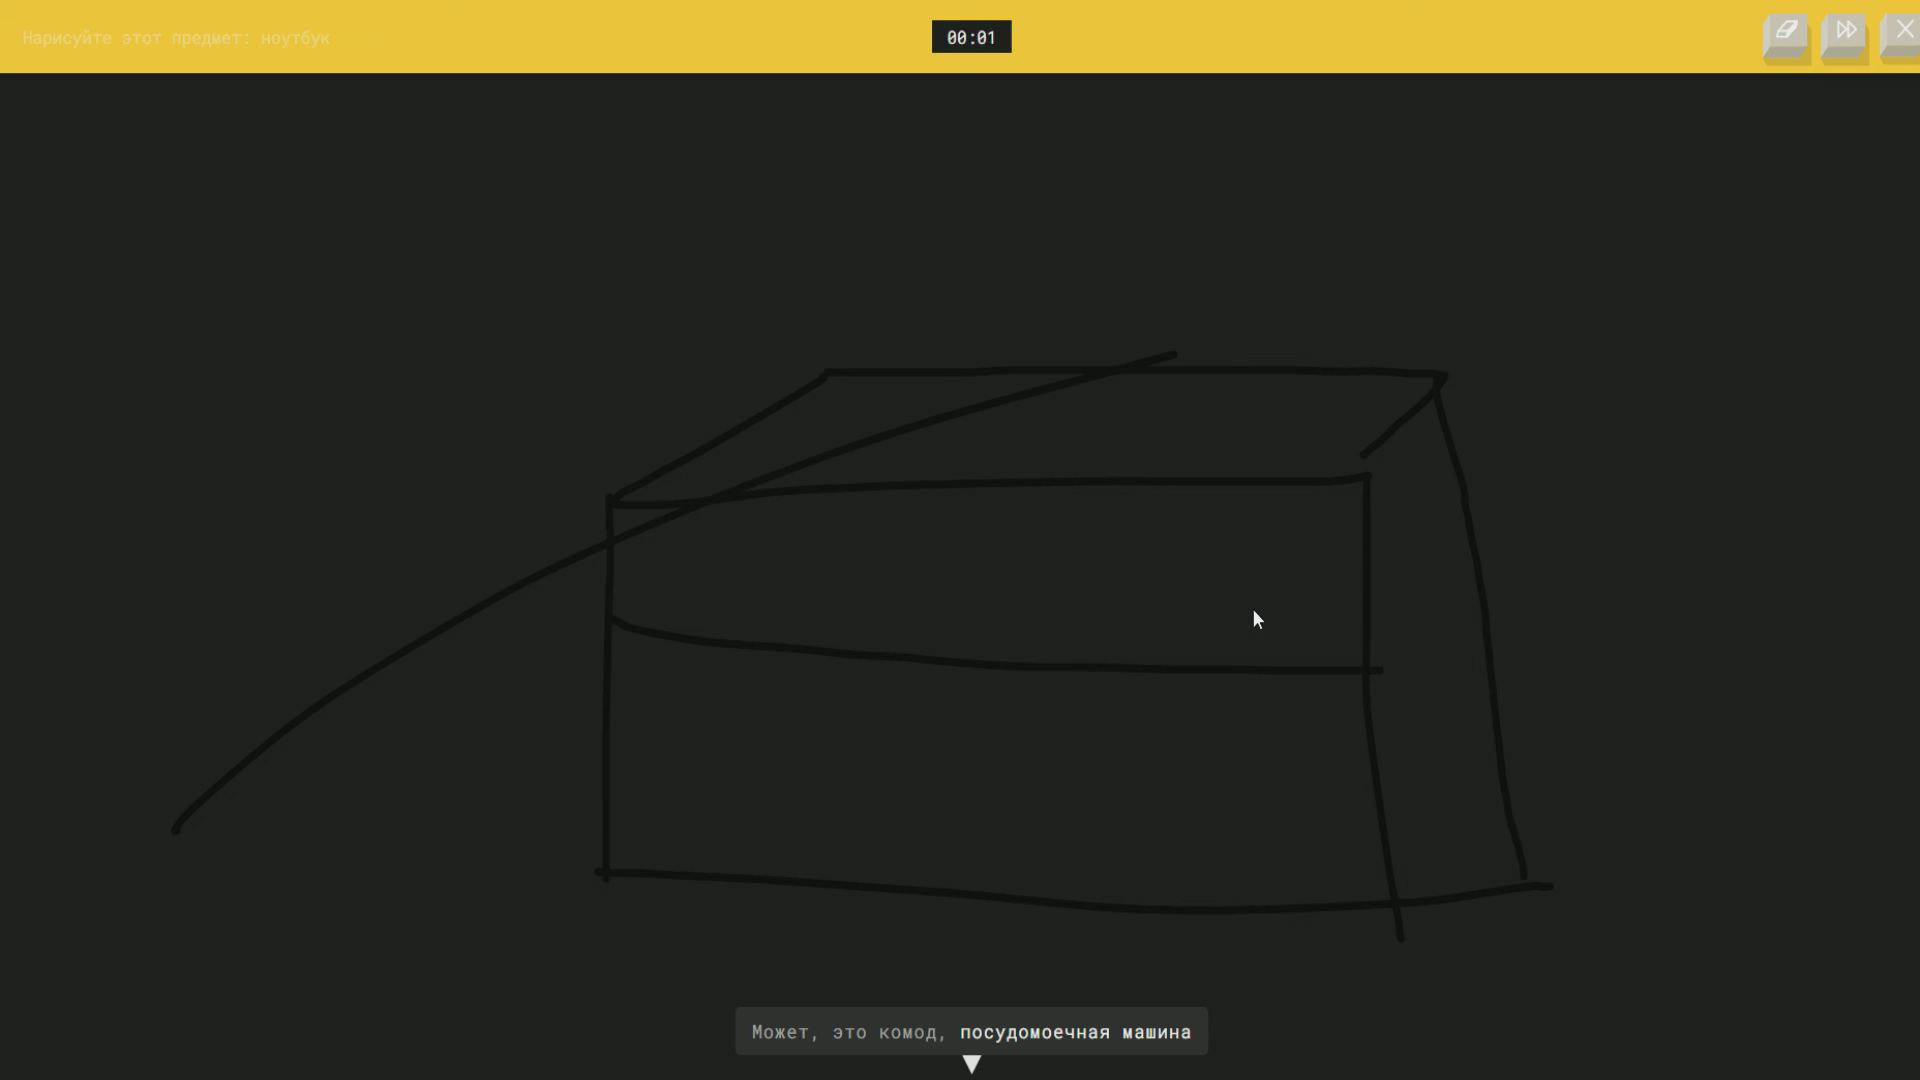 Нарисуйте этот предмет: ноутбук
00:01
Может, это комод, посудомоечная машина